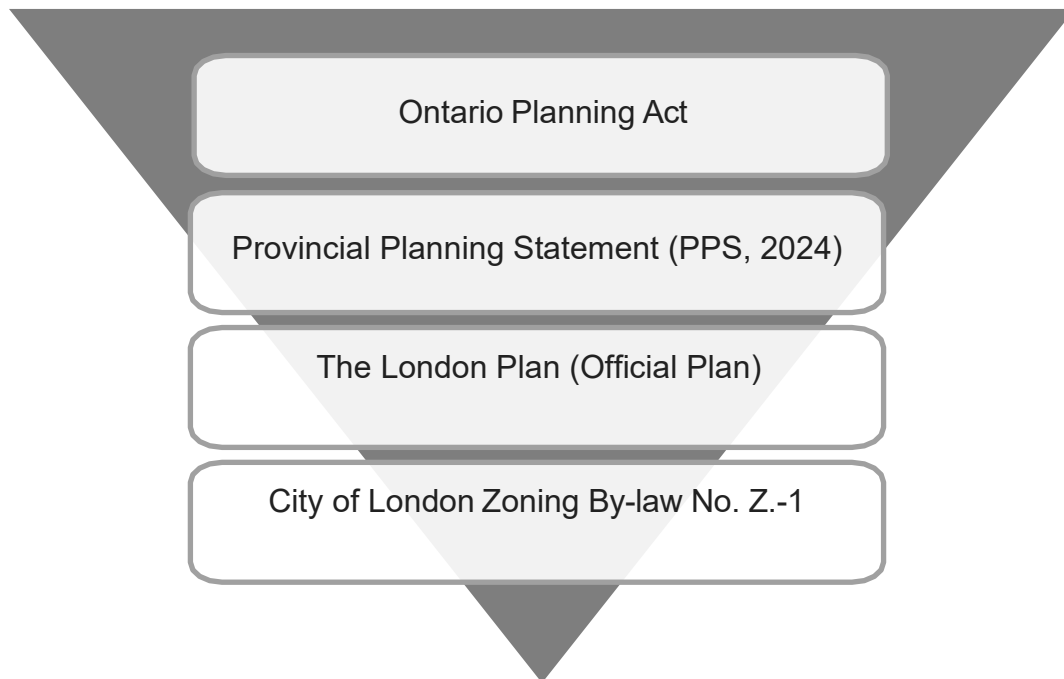 Ontario Planning Act
Provincial Planning Statement (PPS, 2024)
The London Plan (Official Plan)
City of London Zoning By-law No. Z.-1